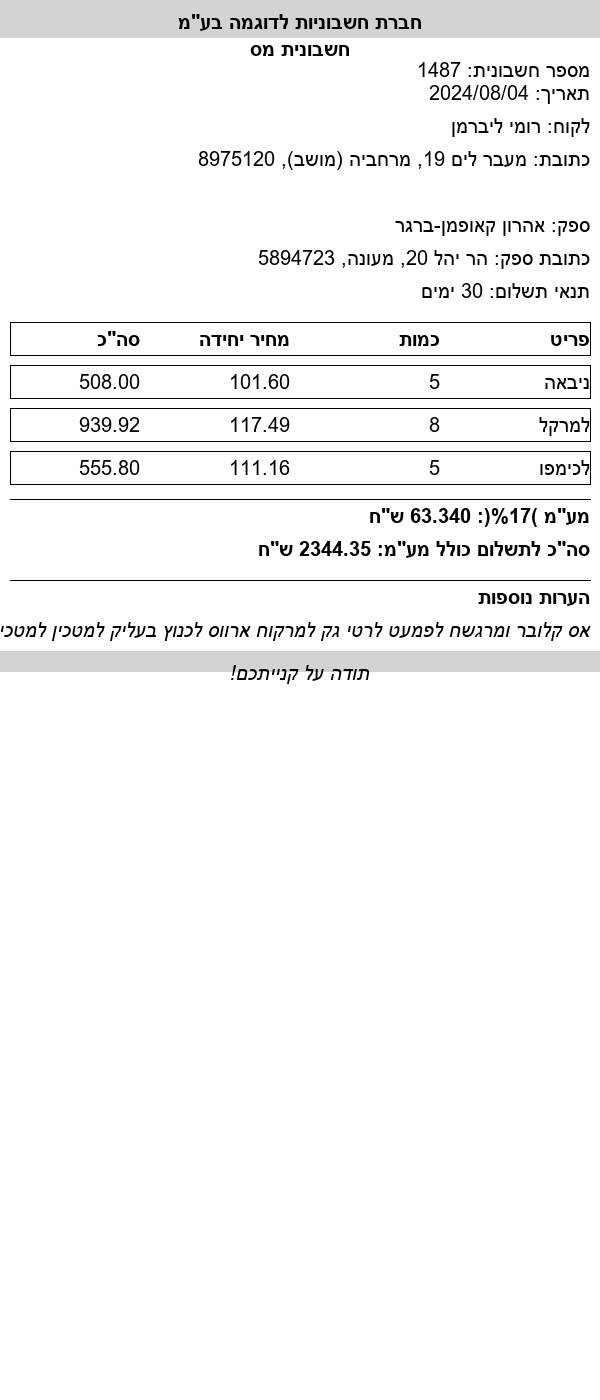 חברת חשבוניות לדוגמה בע"מ
חשבונית מס
מספר חשבונית: 1487
תאריך: 2024/08/04
לקוח: רומי ליברמן
כתובת: מעבר לים 19, מרחביה (מושב), 8975120
ספק: אהרון קאופמן-ברגר
כתובת ספק: הר יהל 20, מעונה, 5894723
תנאי תשלום: 30 ימים
פריט כמות מחיר יחידה סה"כ
ניבאה 5 101.60 508.00
למרקל 8 117.49 939.92
לכימפו 5 111.16 555.80
מע"מ )17%(: 63.340 ש"ח
סה"כ לתשלום כולל מע"מ: 2344.35 ש"ח
הערות נוספות
אס קלובר ומרגשח לפמעט לרטי גק למרקוח ארווס לכנוץ בעליק למטכין למטכי
תודה על קנייתכם!